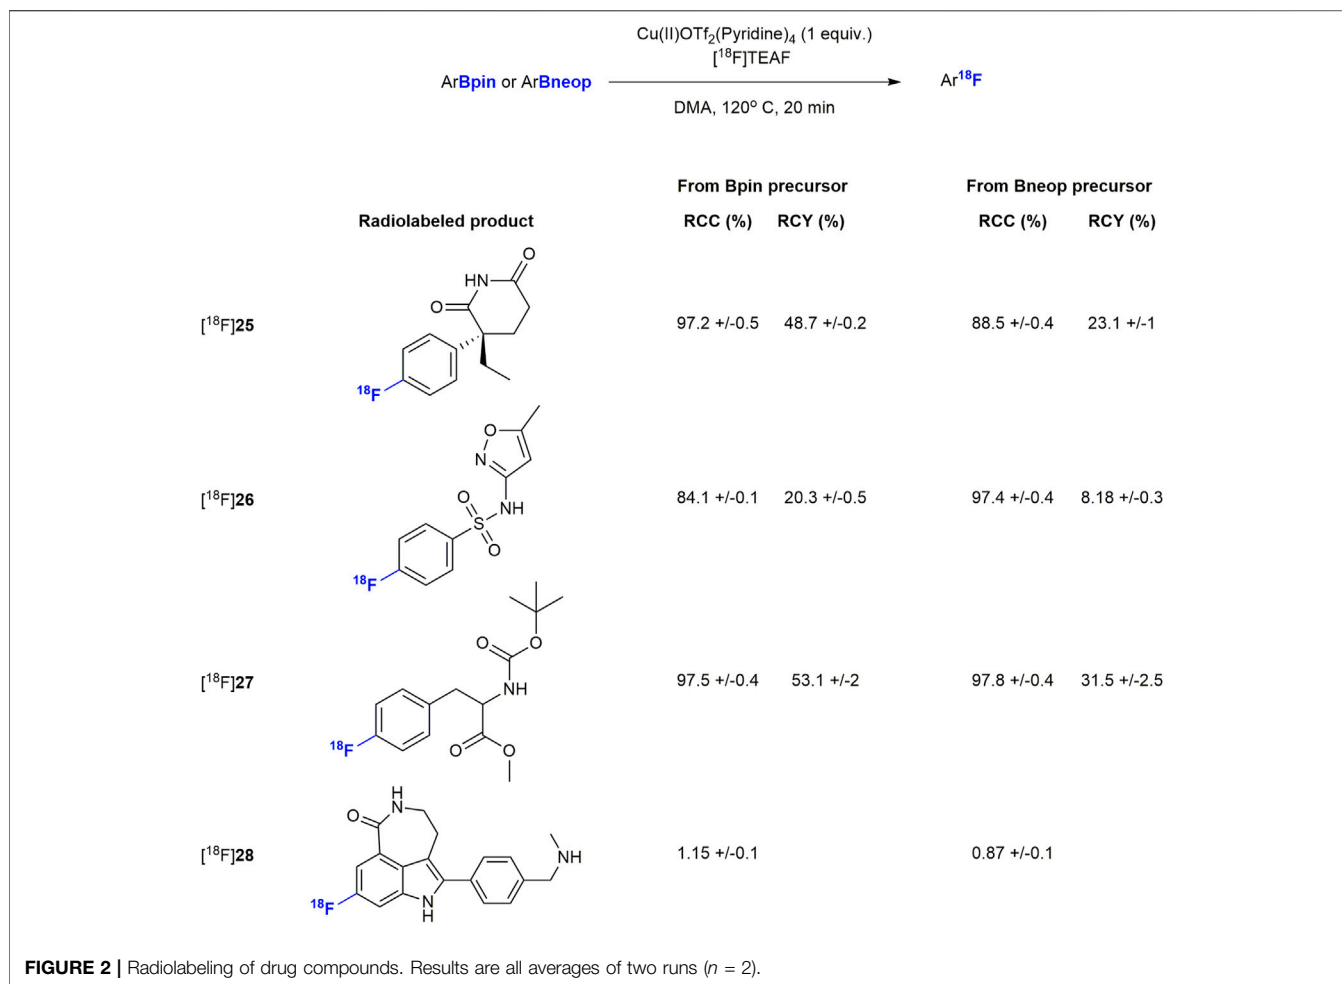 Cu(II)OTf₂(Pyridine)₄ (1 equiv.)
[¹⁸F]TEAF
ArBpin or ArBneop
Ar¹⁸F
DMA, 120º C, 20 min
From Bpin precursor From Bneop precursor
Radiolabeled product RCC (%) RCY (%) RCC (%) RCY (%)
O
HN
O
[¹⁸F]25 97.2 +/-0.5 48.7 +/-0.2 88.5 +/-0.4 23.1 +/-1
¹⁸F
O
N
O
NH
[¹⁸F]26 84.1 +/-0.1 20.3 +/-0.5 97.4 +/-0.4 8.18 +/-0.3
S
O
¹⁸F
O
O
NH
[¹⁸F]27 97.5 +/-0.4 53.1 +/-2 97.8 +/-0.4 31.5 +/-2.5
¹⁸F
O
O
H
N
O
NH
[¹⁸F]28 1.15 +/-0.1 0.87 +/-0.1
¹⁸F
N
H
FIGURE 2 | Radiolabeling of drug compounds. Results are all averages of two runs (n = 2).